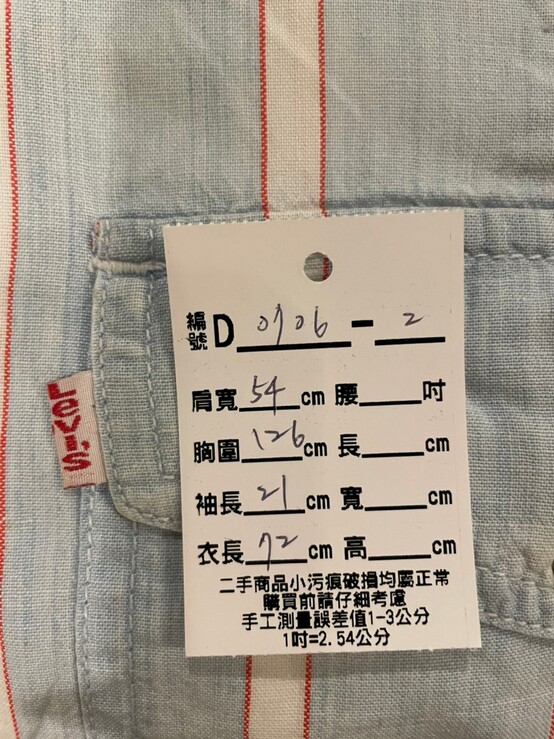 編號D 0706 - 2
肩寬 54 cm 腰 吋
胸圍 126 cm 長 cm
袖長 21 cm 寬 cm
衣長 72 cm 高 cm
二手商品小污痕破損均屬正常
購買前請仔細考慮
手工測量誤差值1-3公分
1吋=2.54公分
LEVI'S